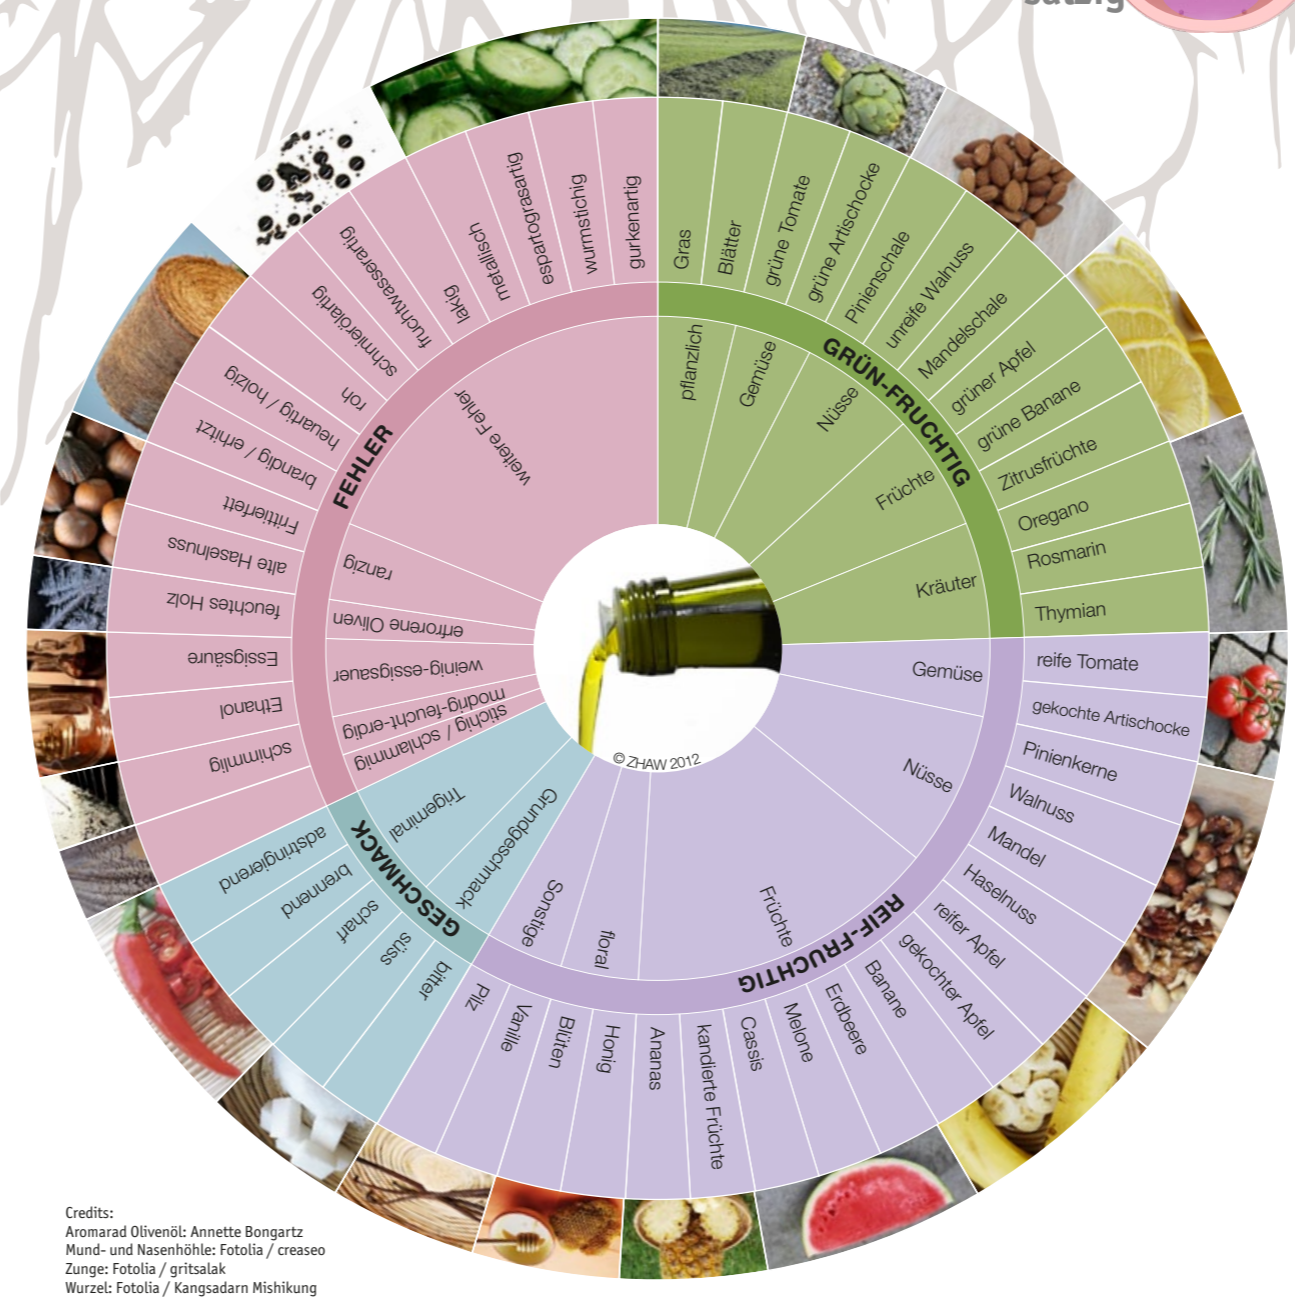 salzig
GRÜN-FRUCHTIG
pflanzlich
Gemüse
Nüsse
Früchte
Kräuter
Gras
Blätter
grüne Tomate
grüne Artischocke
Pinienschale
unreife Walnuss
Mandelschale
grüner Apfel
grüne Banane
Zitrusfrüchte
Oregano
Rosmarin
Thymian
REIF-FRUCHTIG
Gemüse
Nüsse
Früchte
floral
Sonstige
reife Tomate
gekochte Artischocke
Pinienkerne
Walnuss
Mandel
Haselnuss
reifer Apfel
gekochter Apfel
Banane
Erdbeere
Melone
Cassis
kandierte Früchte
Ananas
Honig
Blüten
Vanille
Pilz
GESCHMACK
Grundgeschmack
Trigeminal
bitter
süss
scharf
brennend
adstringierend
FEHLER
stichig / schlammig
modrig-feucht-erdig
weinig-essigsauer
erfrorene Oliven
ranzig
weitere Fehler
schimmlig
Ethanol
Essigsäure
feuchtes Holz
alte Haselnuss
Frittierfett
brandig / erhitzt
heuartig / holzig
roh
schmierölartig
fruchtwasserartig
lakig
metallisch
espartograsartig
wurmstichig
gurkenartig
© ZHAW 2012
Credits:
Aromarad Olivenöl: Annette Bongartz
Mund- und Nasenhöhle: Fotolia / creaseo
Zunge: Fotolia / gritsalak
Wurzel: Fotolia / Kangsadarn Mishikung